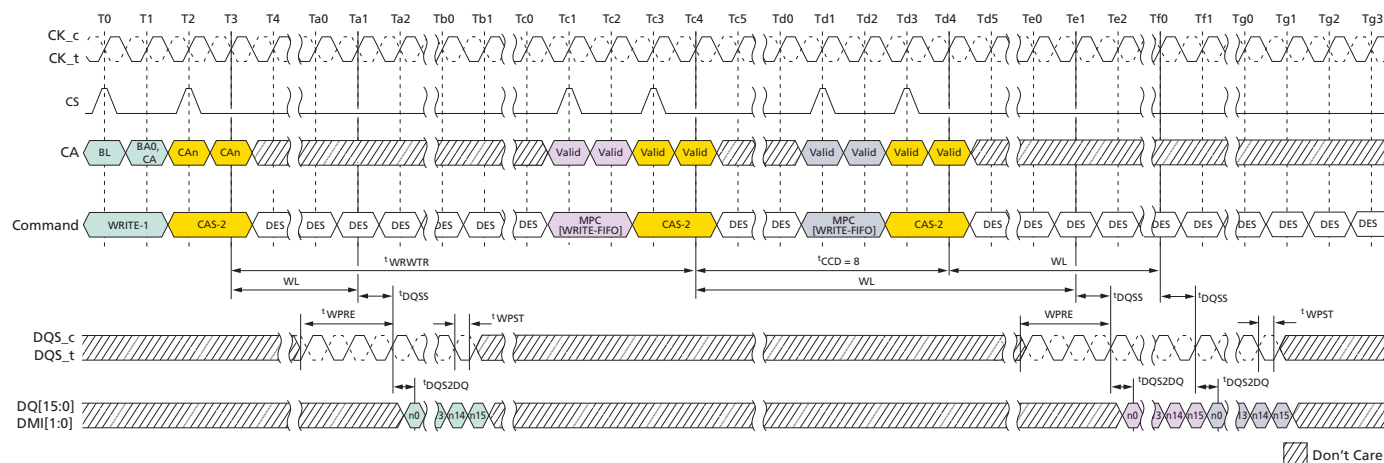 T0 T1 T2 T3 T4 Ta0 Ta1 Ta2 Tb0 Tb1 Tc0 Tc1 Tc2 Tc3 Tc4 Tc5 Td0 Td1 Td2 Td3 Td4 Td5 Te0 Te1 Te2 Tf0 Tf1 Tg0 Tg1 Tg2 Tg3
CK_c
CK_t
CS
CA BL BA0, CA CAn CAn Valid Valid Valid Valid Valid Valid Valid Valid
Command WRITE-1 CAS-2 DES DES DES DES DES DES DES MPC [WRITE-FIFO] CAS-2 DES DES DES MPC [WRITE-FIFO] CAS-2 DES DES DES DES DES DES DES DES DES DES
tWRWTR tCCD = 8 WL
WL WL
tDQSS tDQSS tDQSS
tWPRE tWPST WPRE tWPST
DQS_c
DQS_t
tDQS2DQ tDQS2DQ tDQS2DQ
DQ[15:0] n0 3 n14 n15 n0 3 n14 n15 n0 13 n14 n15
DMI[1:0]
Don't Care